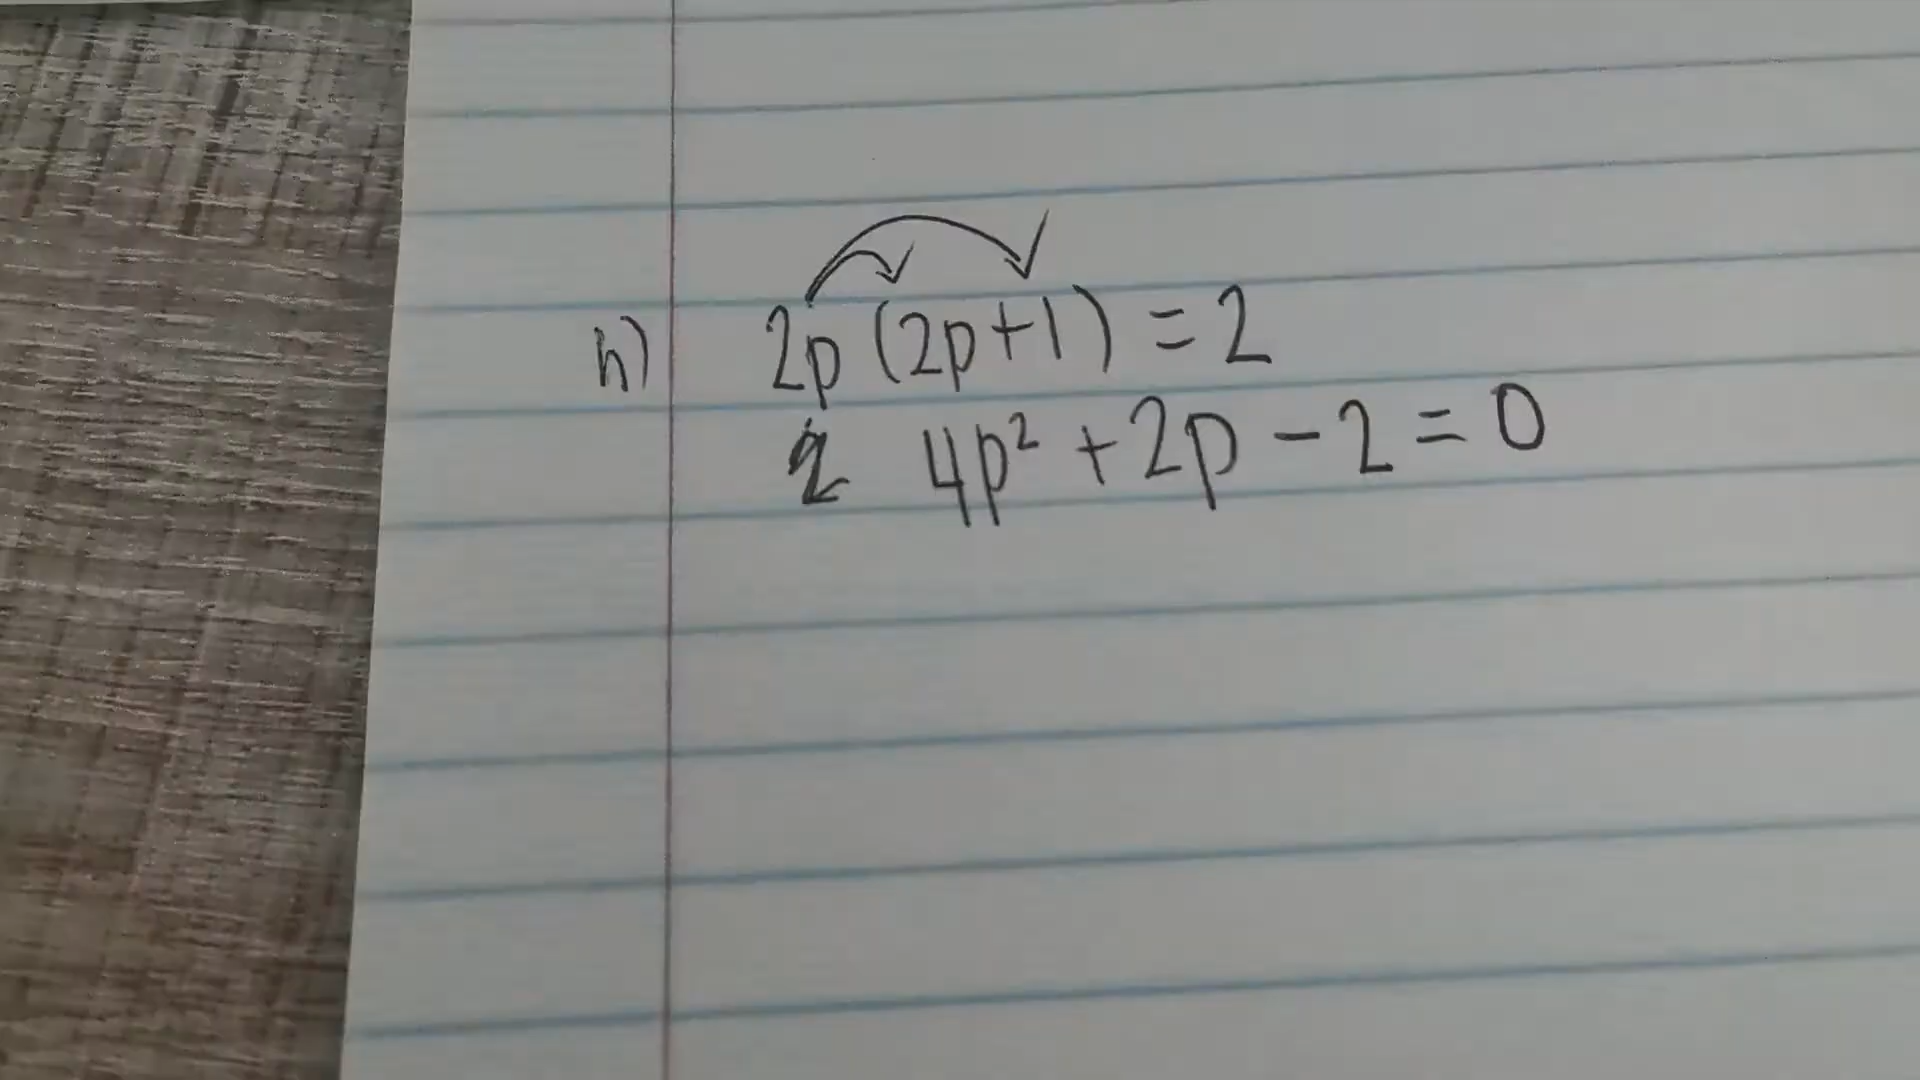 h) 2p (2p+1) = 2
4p² + 2p - 2 = 0